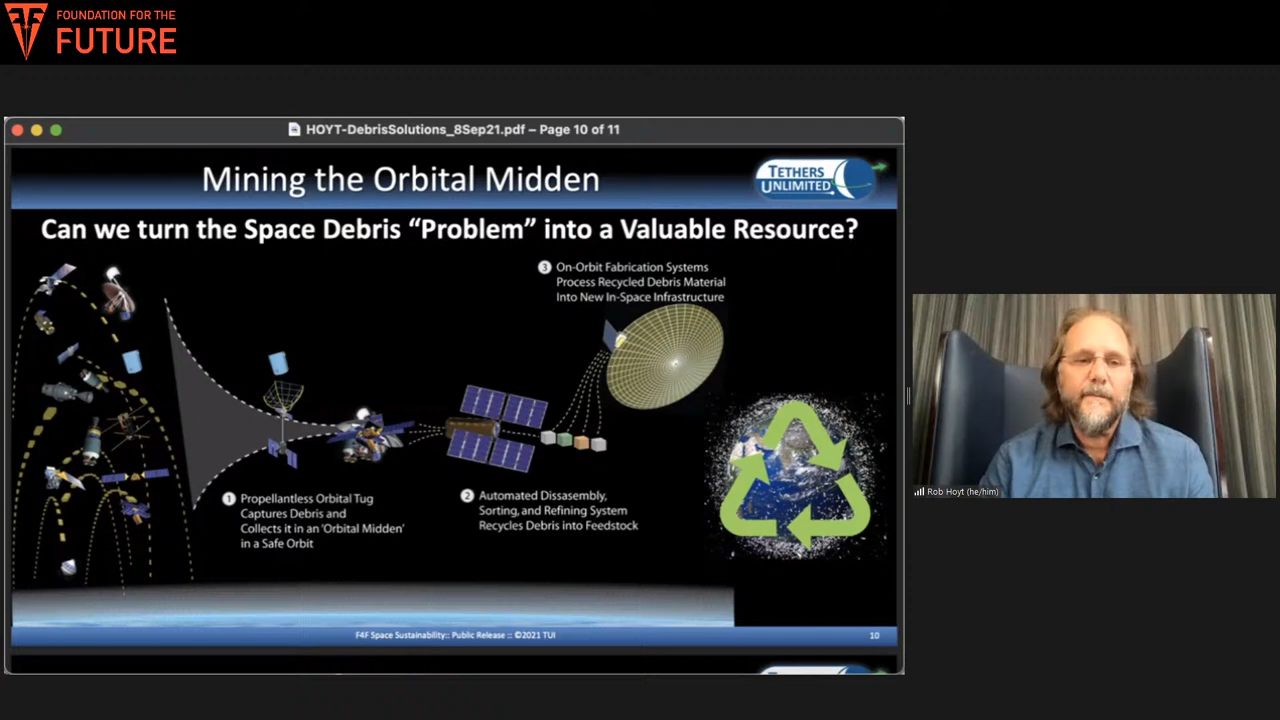 FOUNDATION FOR THE
FUTURE
HOYT-DebrisSolutions_8Sep21.pdf – Page 10 of 11
Mining the Orbital Midden
TETHERS
UNLIMITED
Can we turn the Space Debris “Problem” into a Valuable Resource?
3 On-Orbit Fabrication Systems
Process Recycled Debris Material
Into New In-Space Infrastructure
1 Propellantless Orbital Tug
Captures Debris and
Collects it in an ‘Orbital Midden’
in a Safe Orbit
2 Automated Dissasembly,
Sorting, and Refining System
Recycles Debris into Feedstock
Rob Hoyt (he/him)
F4F Space Sustainability:: Public Release :: ©2021 TUI
10